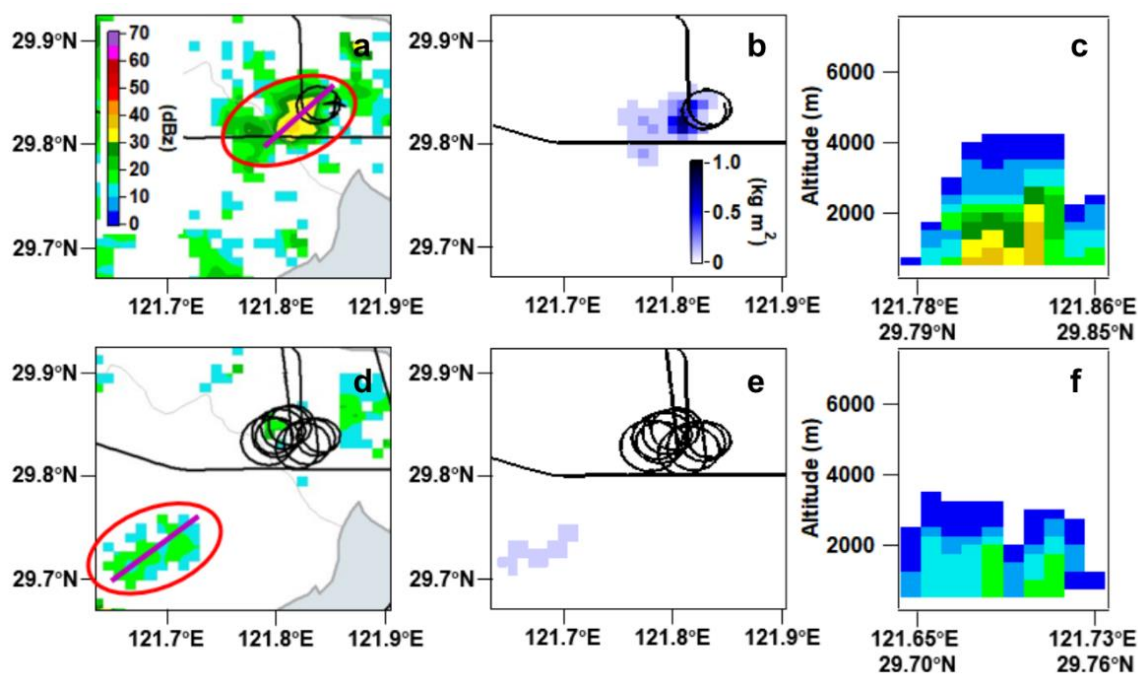 a
70
60
50
40
30
20
10
0
(dBz)
29.9°N
29.8°N
29.7°N
121.7°E 121.8°E 121.9°E
b
1.0
0.5
0
(kg m²)
29.9°N
29.8°N
29.7°N
121.7°E 121.8°E 121.9°E
c
Altitude (m)
6000
4000
2000
121.78°E 121.86°E
29.79°N 29.85°N
d
29.9°N
29.8°N
29.7°N
121.7°E 121.8°E 121.9°E
e
29.9°N
29.8°N
29.7°N
121.7°E 121.8°E 121.9°E
f
Altitude (m)
6000
4000
2000
121.65°E 121.73°E
29.70°N 29.76°N